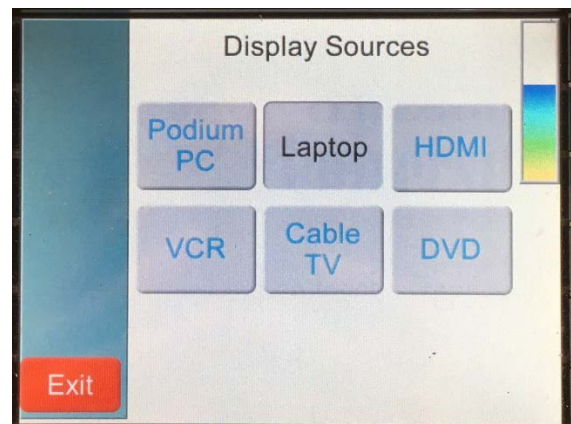 Display Sources
Podium
PC
Laptop
HDMI
VCR
Cable
TV
DVD
Exit